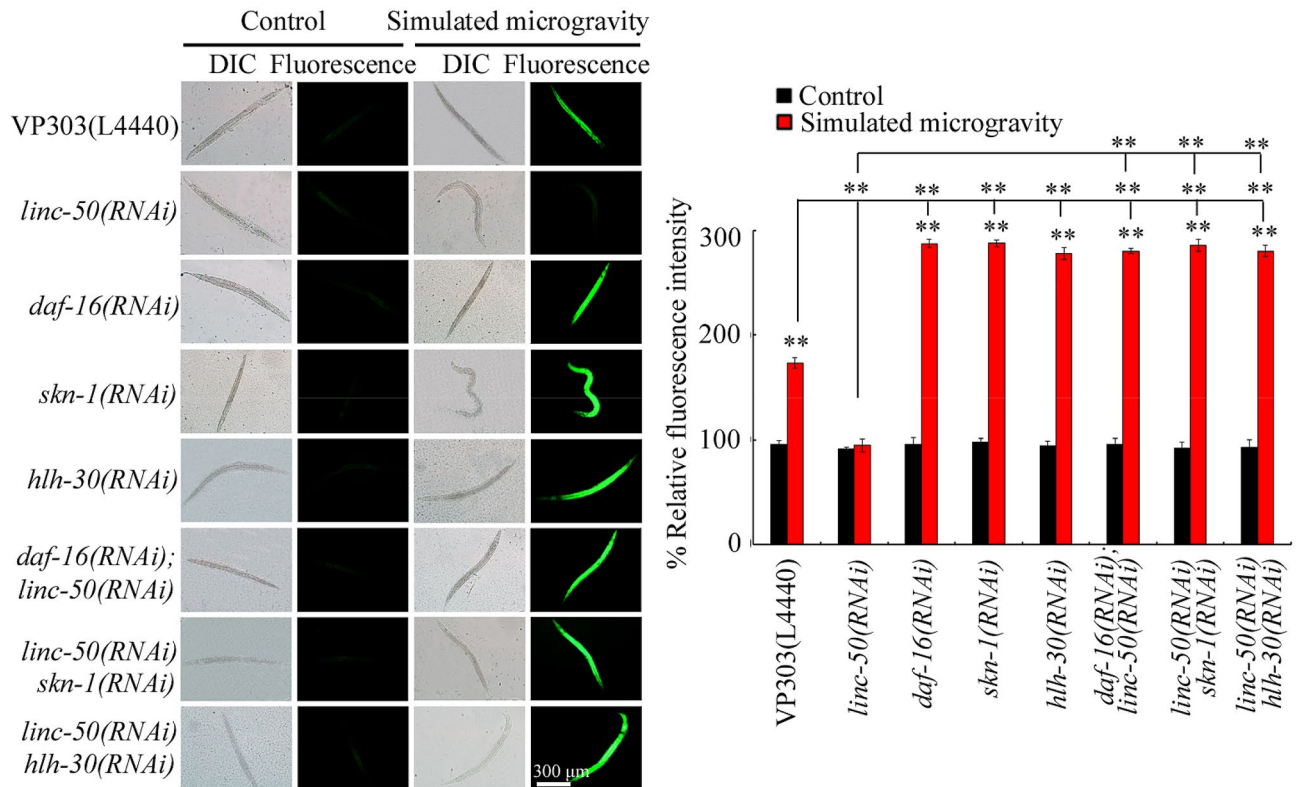 Control
Simulated microgravity
DIC Fluorescence
DIC Fluorescence
VP303(L4440)
linc-50(RNAi)
daf-16(RNAi)
skn-1(RNAi)
hlh-30(RNAi)
daf-16(RNAi);
linc-50(RNAi)
linc-50(RNAi)
skn-1(RNAi)
linc-50(RNAi)
hlh-30(RNAi)
300 μm
Control
Simulated microgravity
** ** **
** ** ** ** ** ** **
** ** ** ** ** **
**
% Relative fluorescence intensity
300
200
100
0
VP303(L4440)
linc-50(RNAi)
daf-16(RNAi)
skn-1(RNAi)
hlh-30(RNAi)
daf-16(RNAi);
linc-50(RNAi)
linc-50(RNAi)
skn-1(RNAi)
linc-50(RNAi)
hlh-30(RNAi)